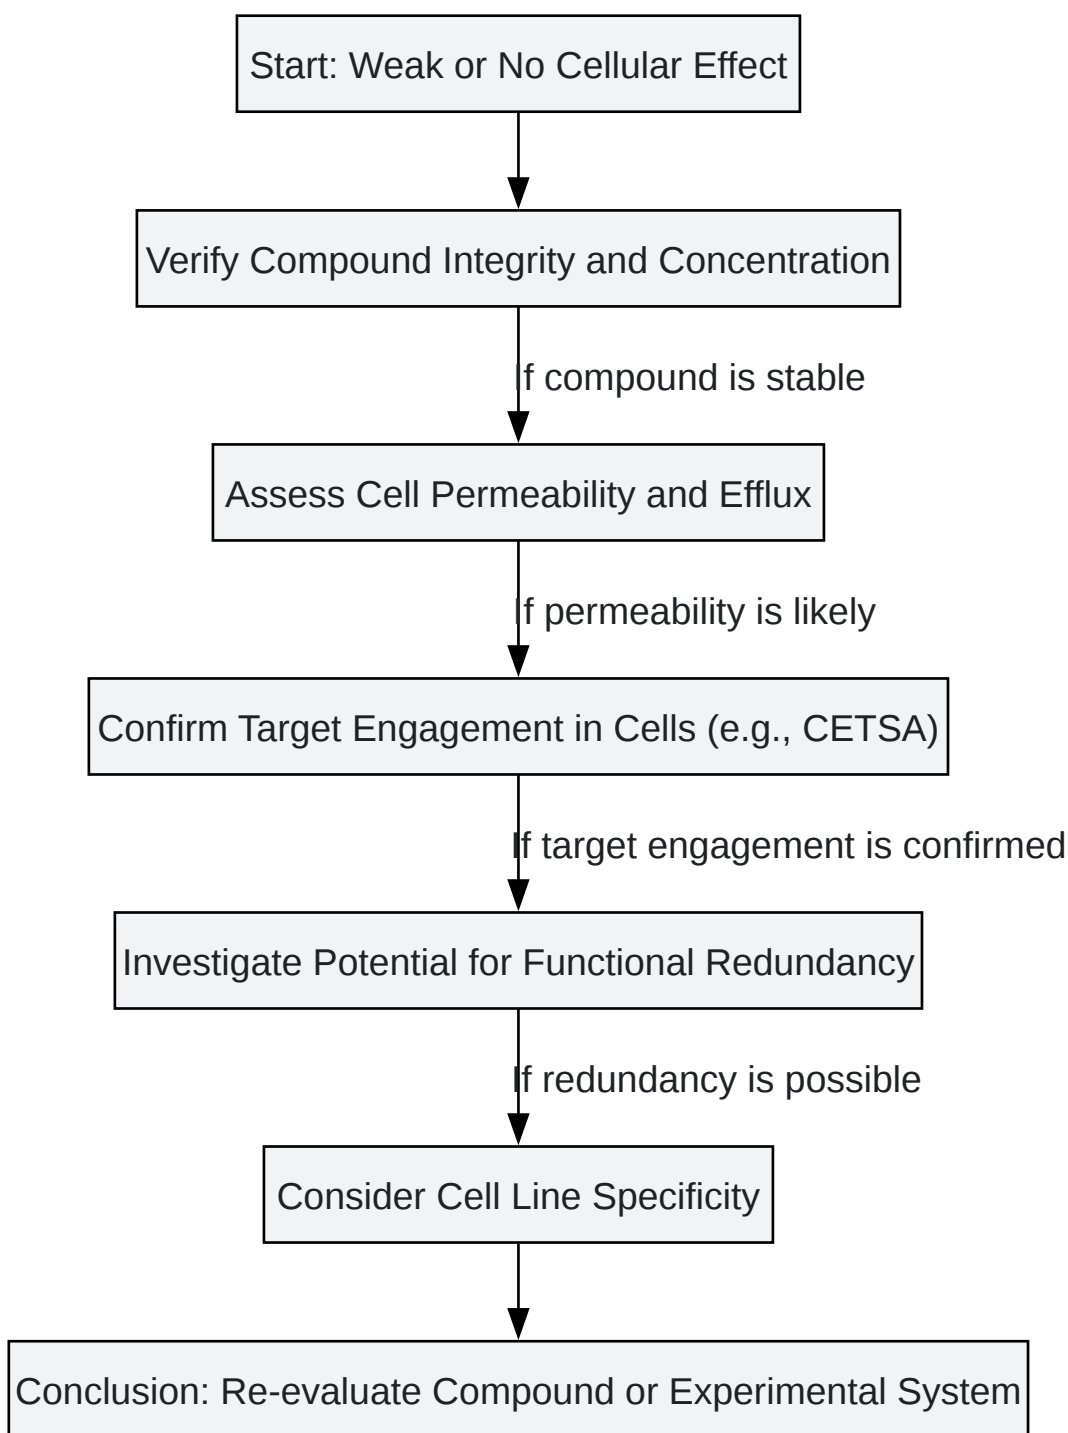 Start: Weak or No Cellular Effect
Verify Compound Integrity and Concentration
If compound is stable
Assess Cell Permeability and Efflux
If permeability is likely
Confirm Target Engagement in Cells (e.g., CETSA)
If target engagement is confirmed
Investigate Potential for Functional Redundancy
If redundancy is possible
Consider Cell Line Specificity
Conclusion: Re-evaluate Compound or Experimental System